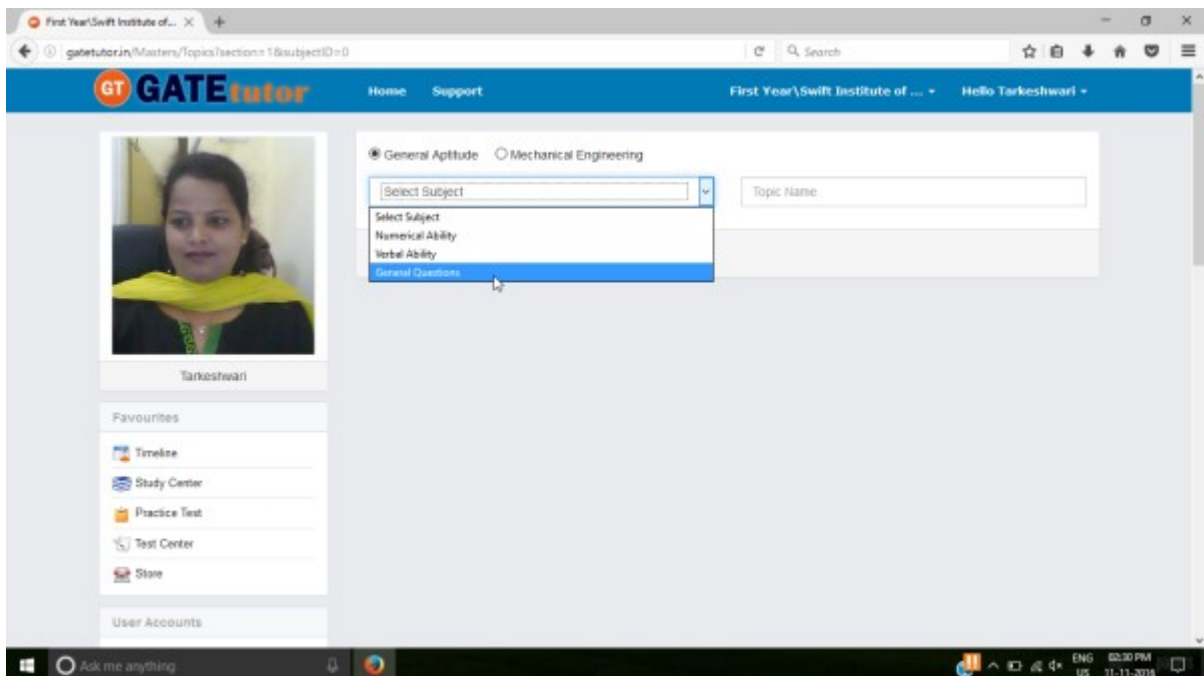 First Year\Swift Institute of...
gatetutor.in/Masters/Topics?section=1&subjectID=0
Search
GT GATEtutor
Home
Support
First Year\Swift Institute of ....
Hello Tarkeshwari
General Aptitude
Mechanical Engineering
Select Subject
Topic Name
Select Subject
Numerical Ability
Verbal Ability
General Questions
Tarkeshwari
Favourites
Timeline
Study Center
Practice Test
Test Center
Store
User Accounts
Ask me anything
ENG
US
02:30 PM
11-11-2016